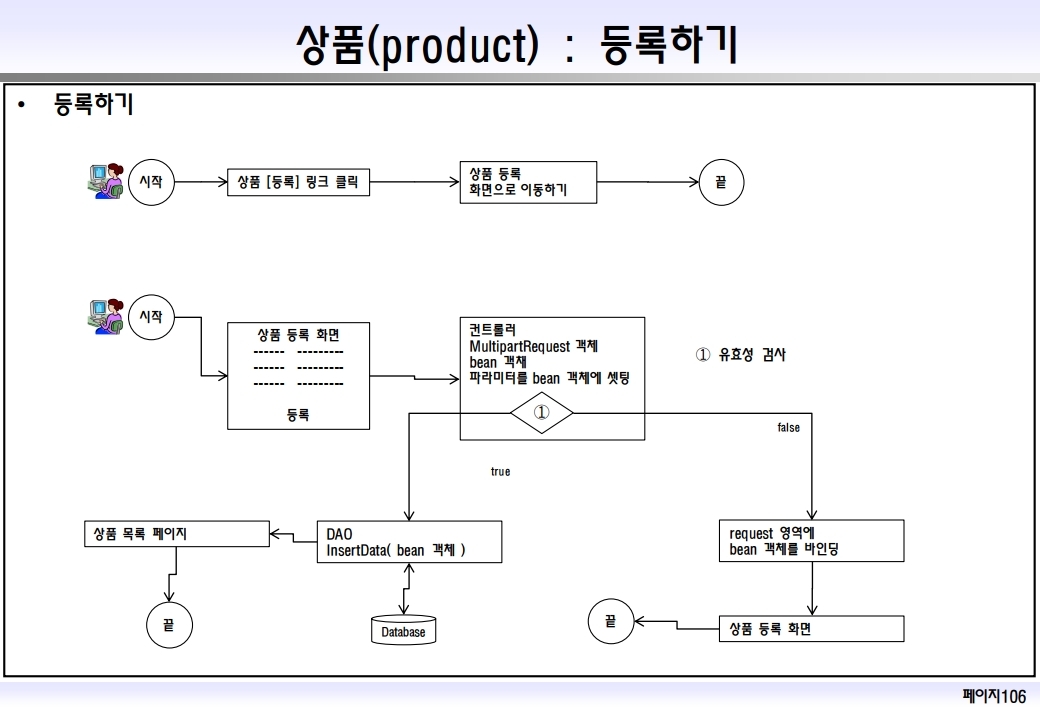 상품(product) : 등록하기
• 등록하기
시작
상품 [등록] 링크 클릭
상품 등록
화면으로 이동하기
끝
시작
상품 등록 화면
------ ---------
------ ---------
------ ---------
등록
컨트롤러
MultipartRequest 객체
bean 객채
파라미터를 bean 객체에 셋팅
①
① 유효성 검사
false
true
상품 목록 페이지
DAO
InsertData( bean 객체 )
request 영역에
bean 객체를 바인딩
끝
Database
끝
상품 등록 화면
페이지106